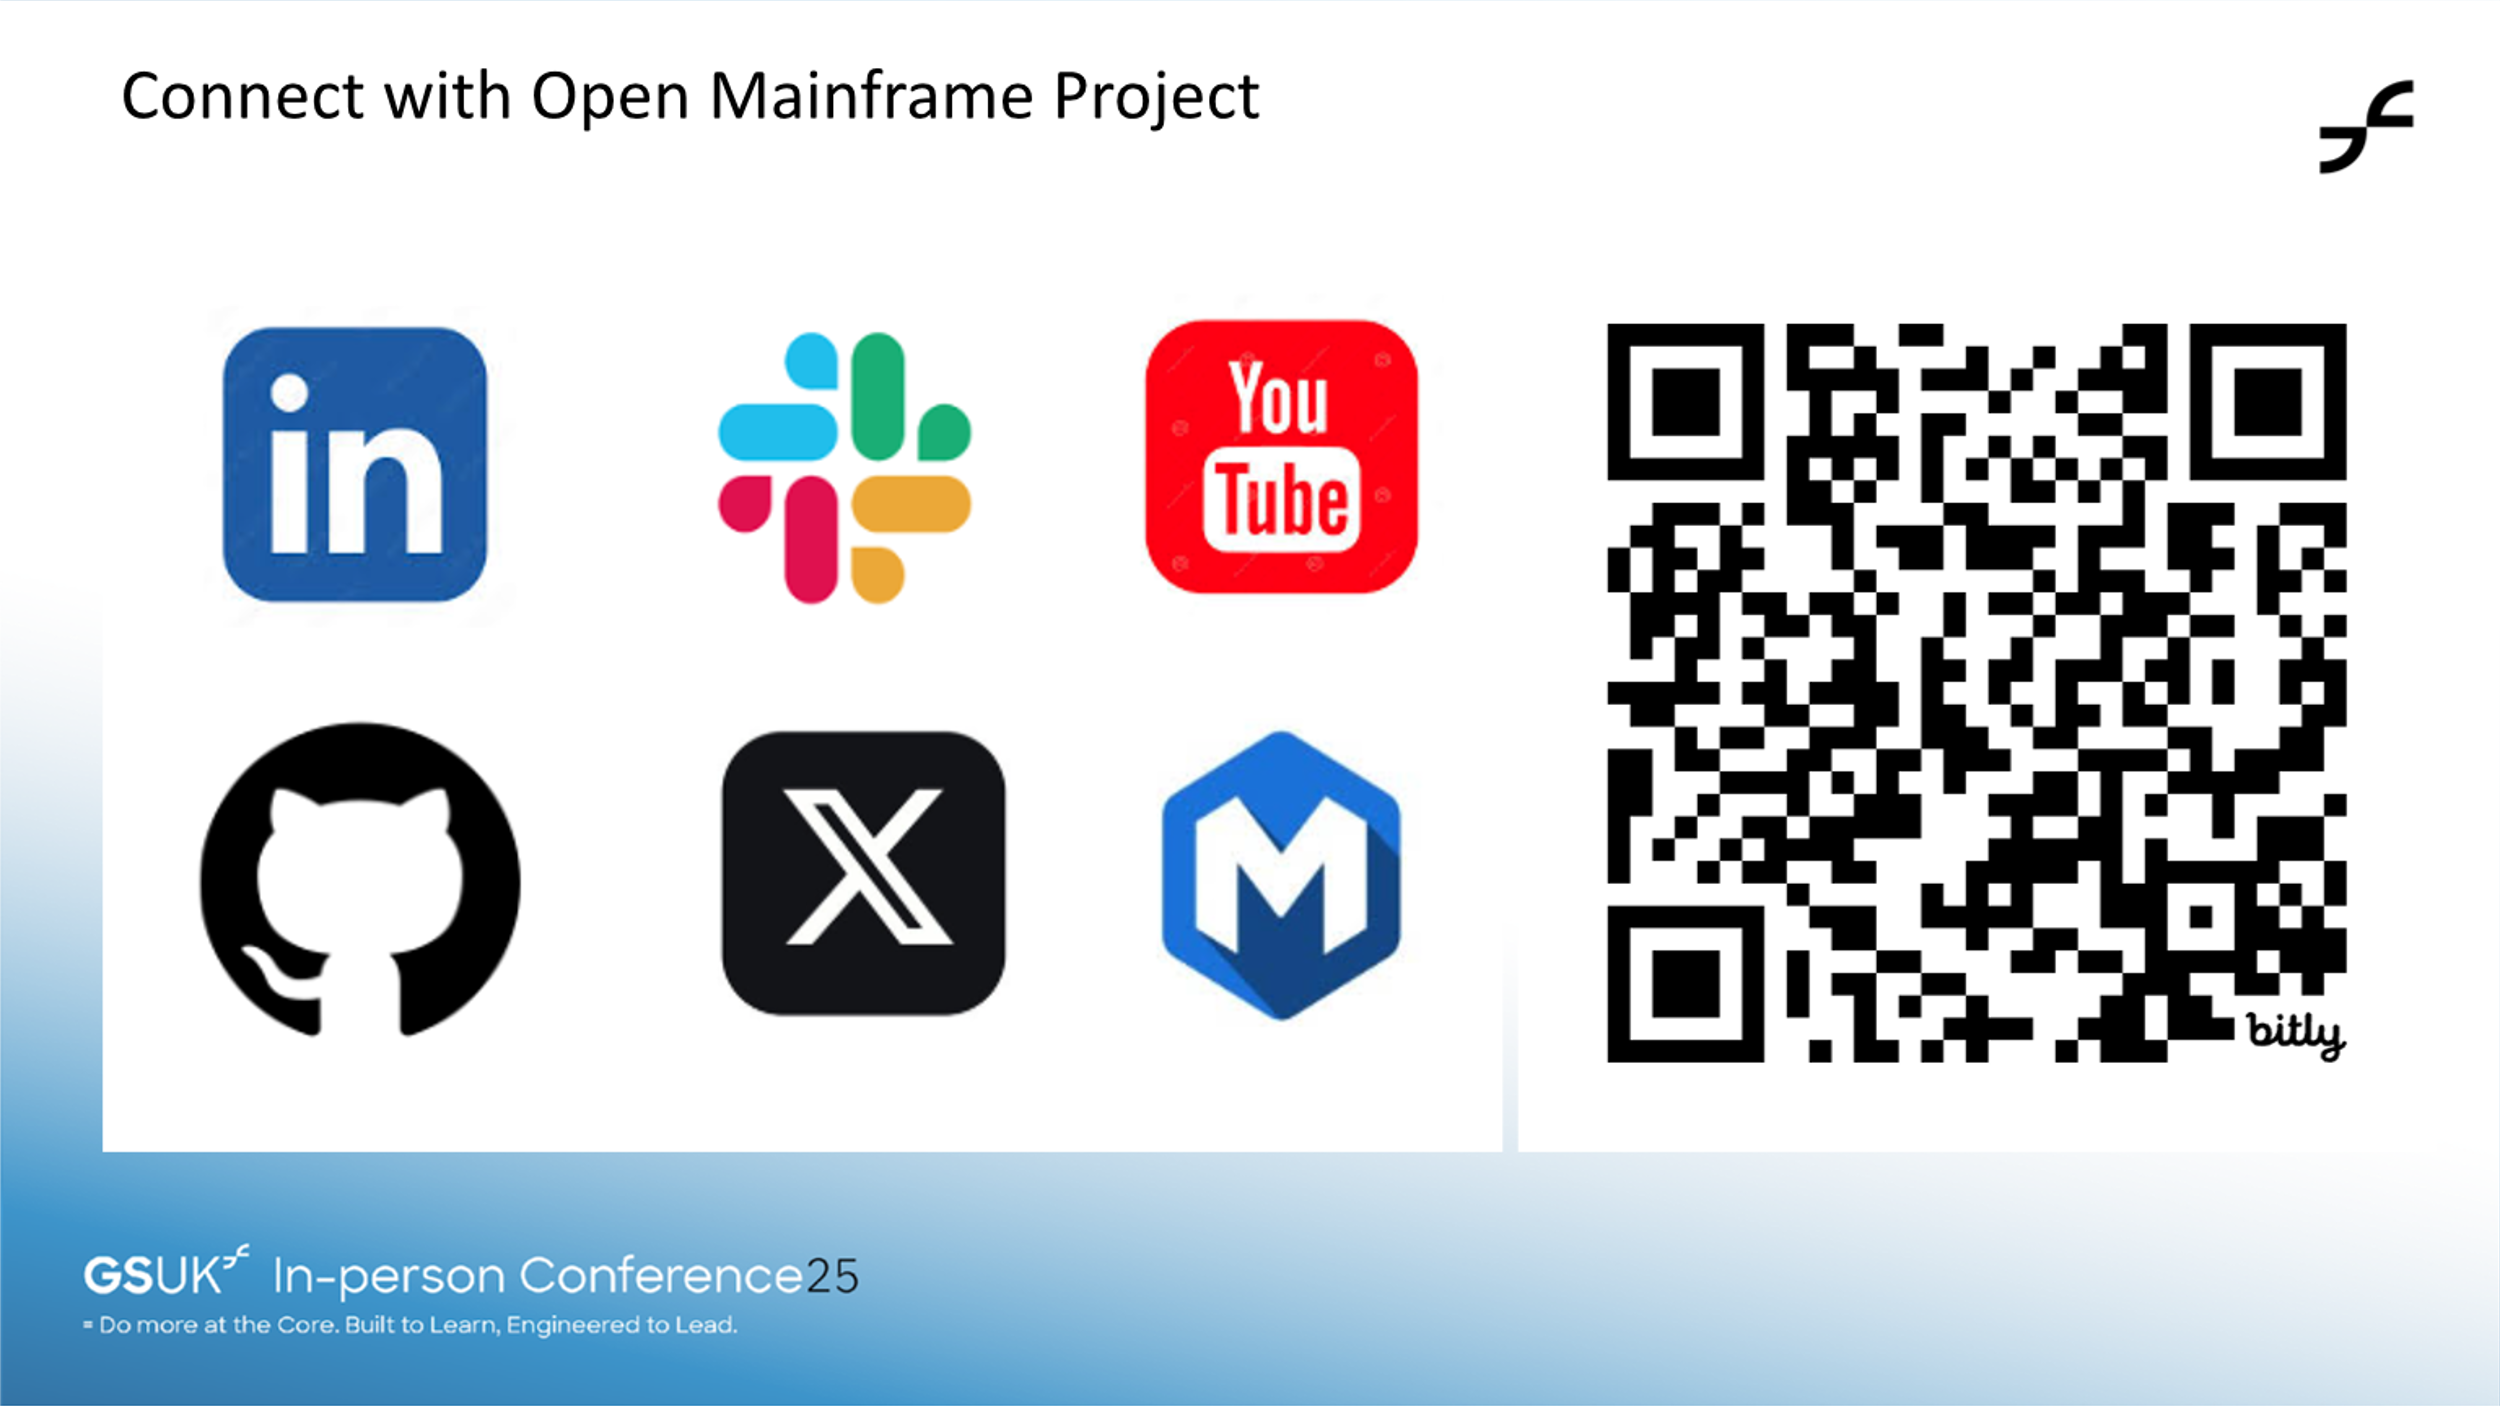 Connect with Open Mainframe Project
in
You
Tube
X
M
bitly
GSUK In-person Conference25
= Do more at the Core. Built to Learn, Engineered to Lead.